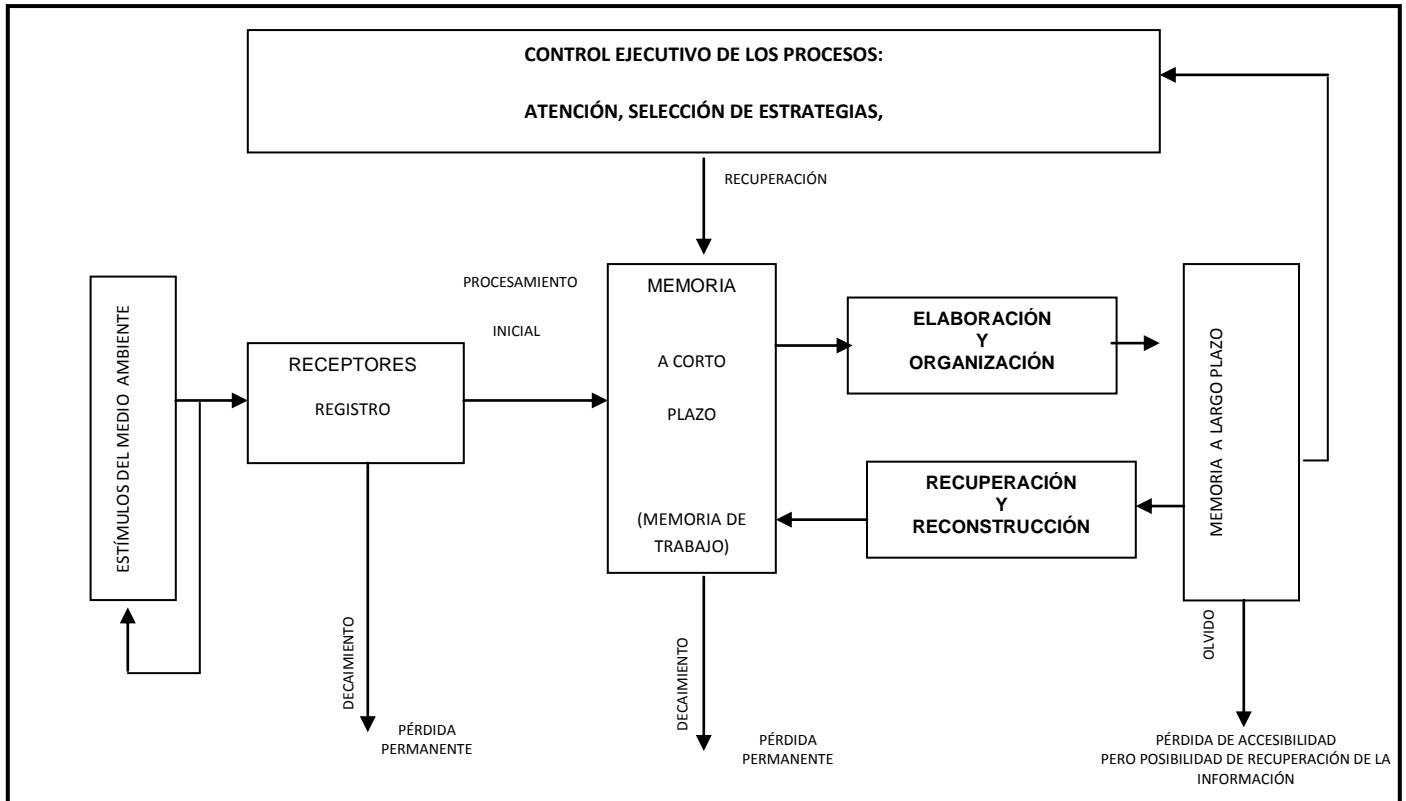 CONTROL EJECUTIVO DE LOS PROCESOS:
ATENCIÓN, SELECCIÓN DE ESTRATEGIAS,
RECUPERACIÓN
ESTÍMULOS DEL MEDIO AMBIENTE
RECEPTORES
REGISTRO
PROCESAMIENTO
INICIAL
MEMORIA
A CORTO
PLAZO
(MEMORIA DE
TRABAJO)
ELABORACIÓN
Y
ORGANIZACIÓN
RECUPERACIÓN
Y
RECONSTRUCCIÓN
MEMORIA A LARGO PLAZO
DECAIMIENTO
PÉRDIDA
PERMANENTE
DECAIMIENTO
PÉRDIDA
PERMANENTE
OLVIDO
PÉRDIDA DE ACCESIBILIDAD
PERO POSIBILIDAD DE RECUPERACIÓN DE LA
INFORMACIÓN